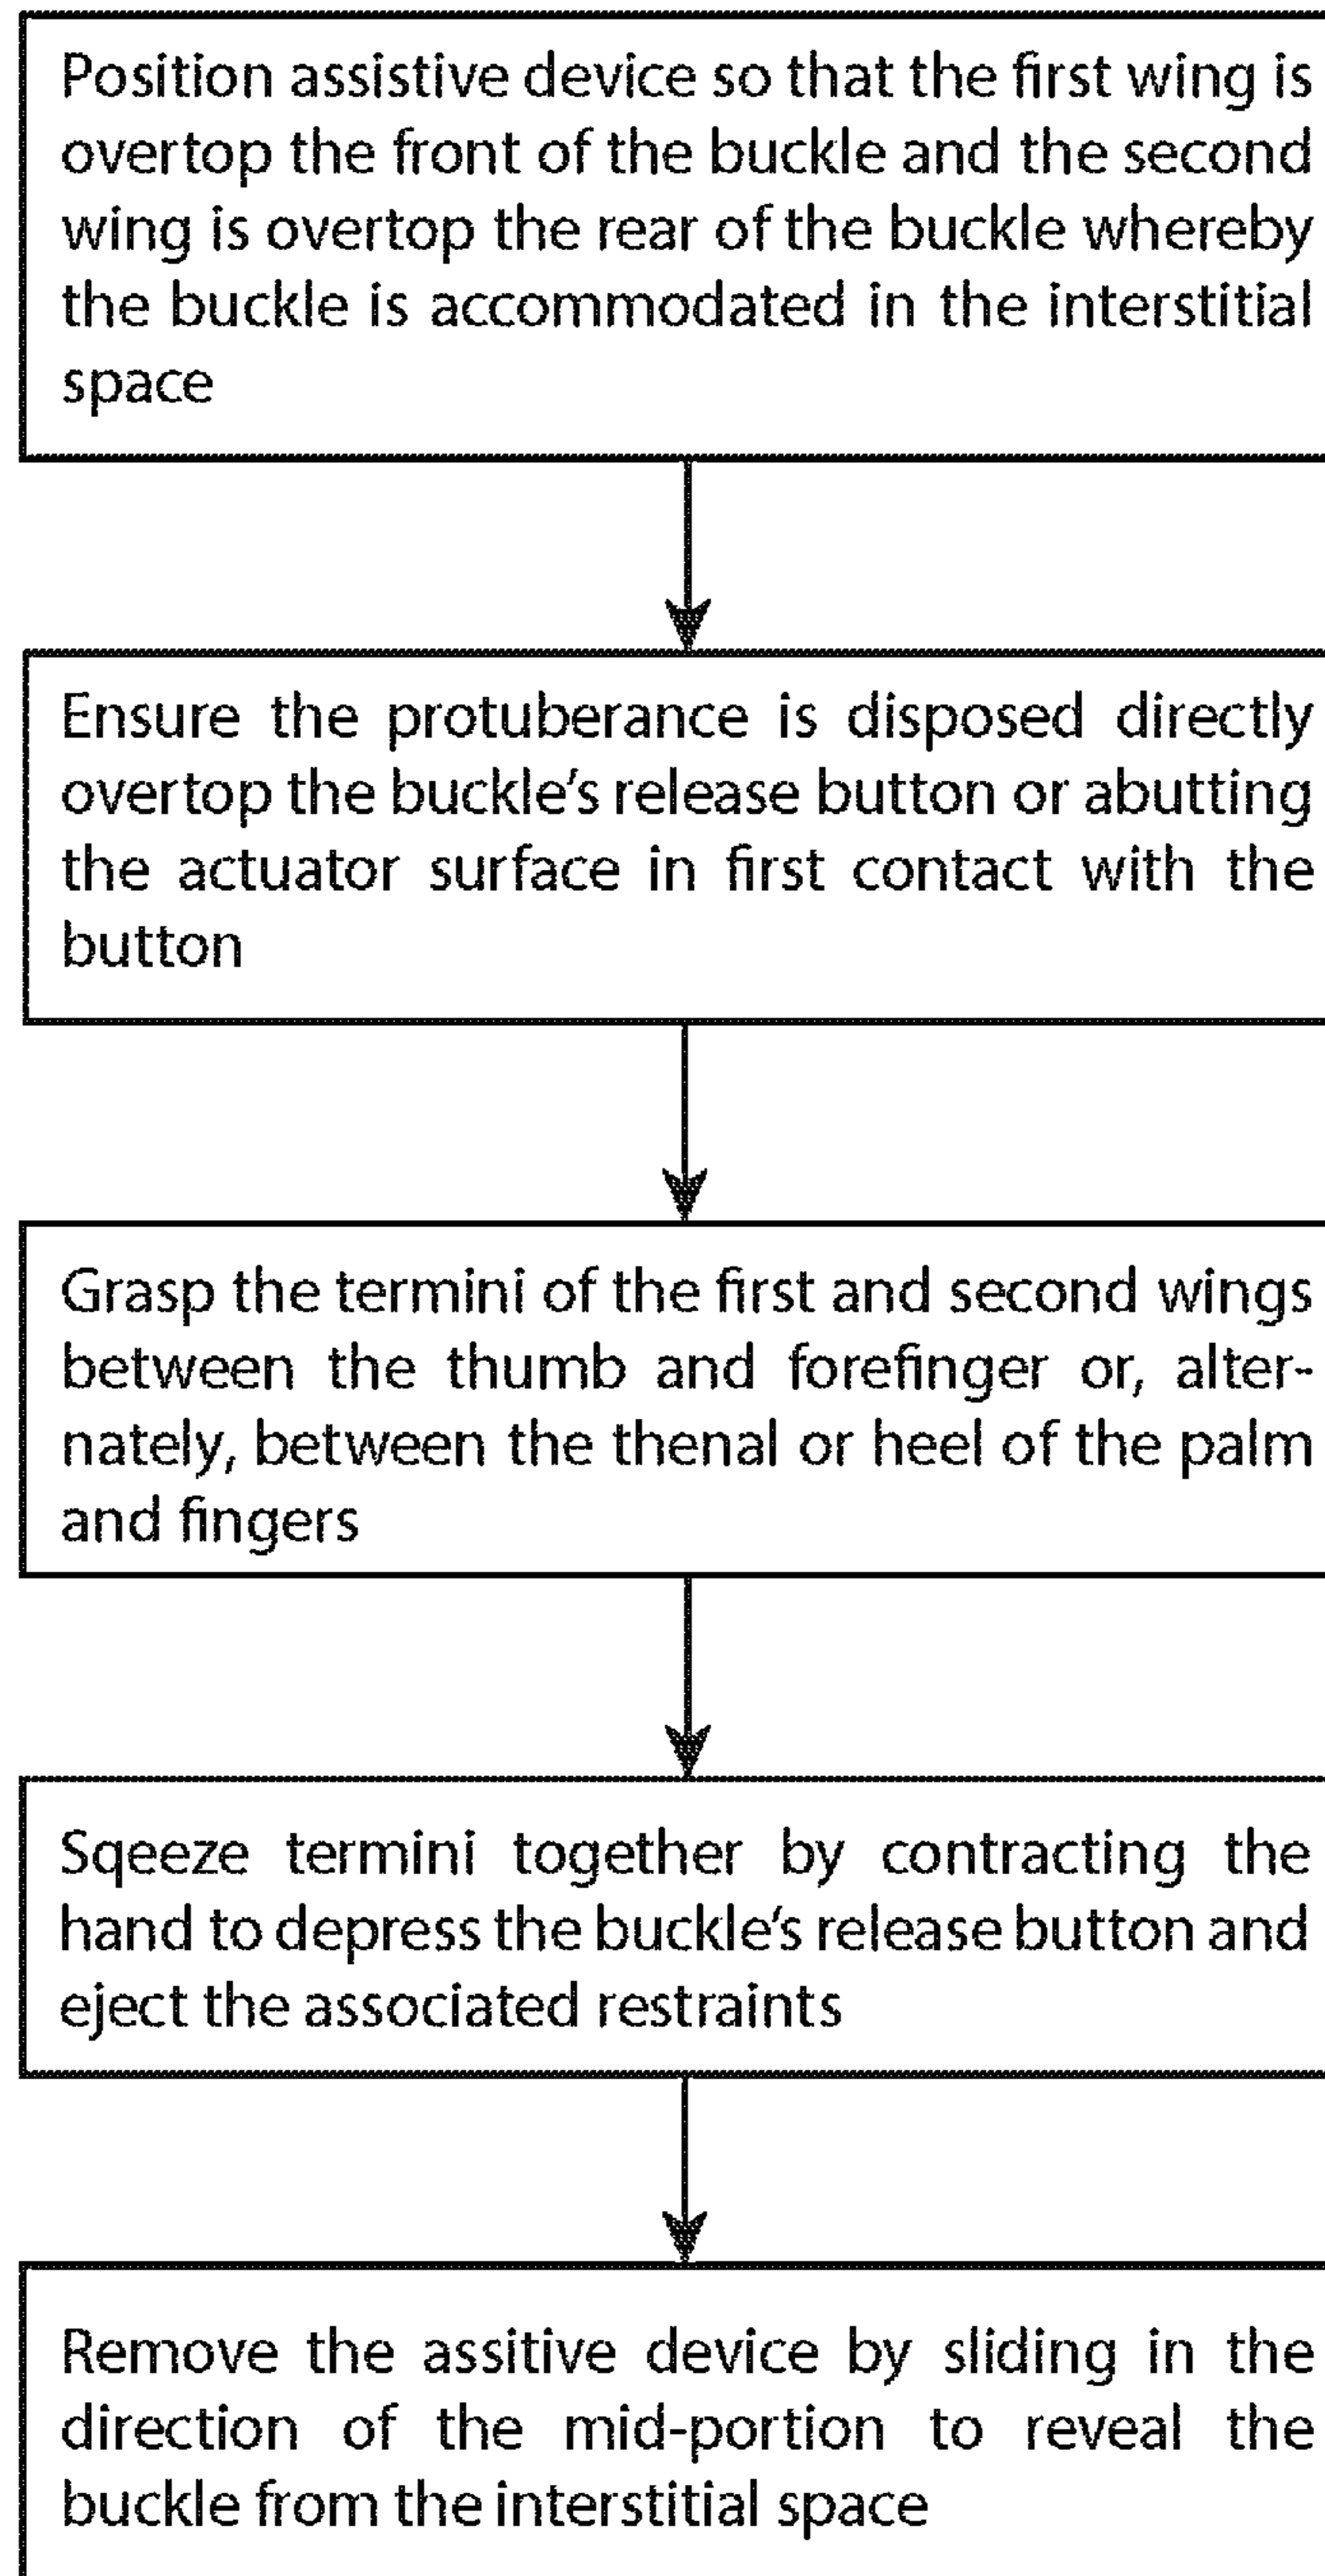 Position assistive device so that the first wing is
overtop the front of the buckle and the second
wing is overtop the rear of the buckle whereby
the buckle is accommodated in the interstitial
space
Ensure the protuberance is disposed directly
overtop the buckle's release button or abutting
the actuator surface in first contact with the
button
Grasp the termini of the first and second wings
between the thumb and forefinger or, alter-
nately, between the thenal or heel of the palm
and fingers
Sqeeze termini together by contracting the
hand to depress the buckle's release button and
eject the associated restraints
Remove the assitive device by sliding in the
direction of the mid-portion to reveal the
buckle from the interstitial space